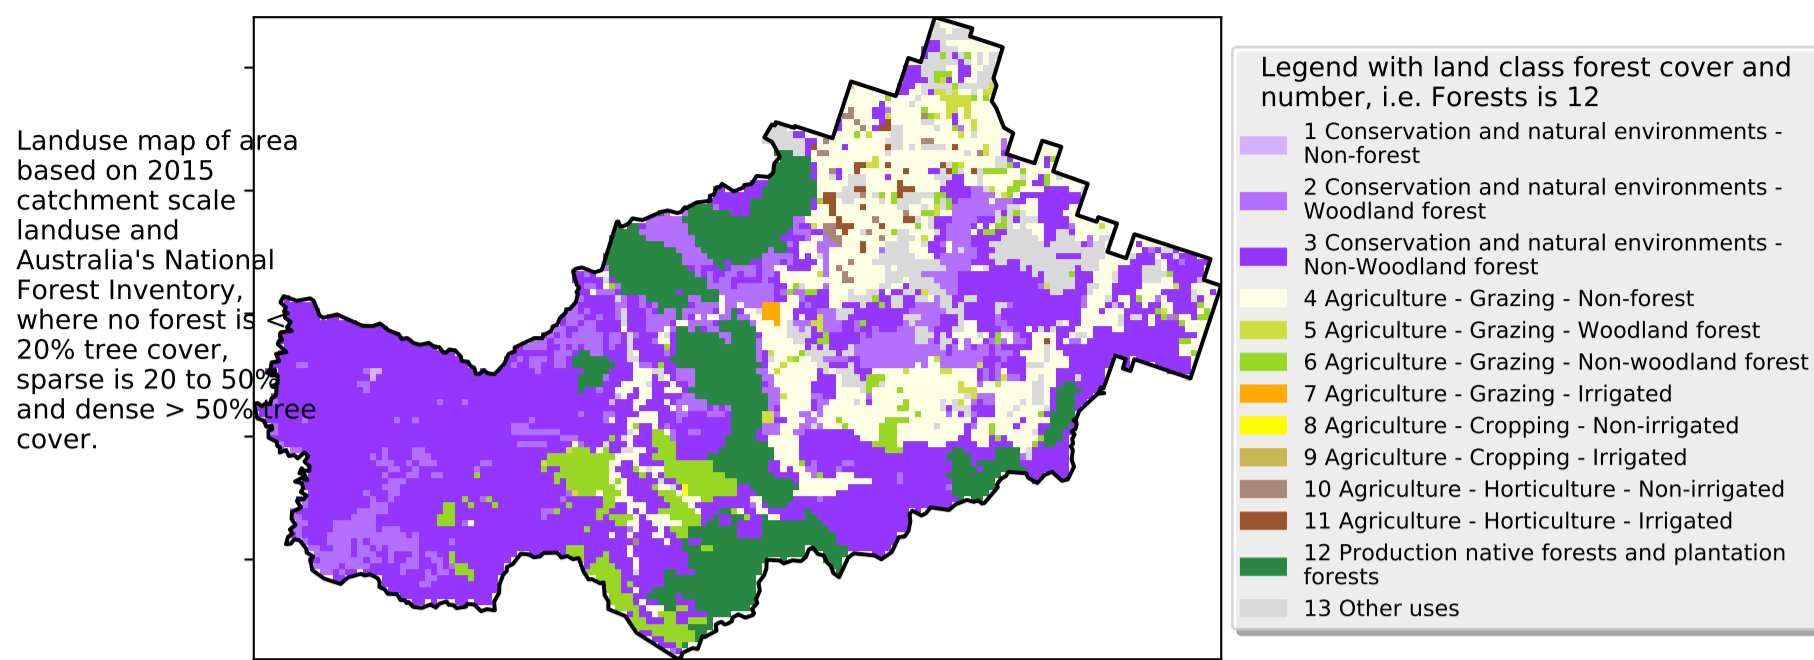 Landuse map of area
based on 2015
catchment scale
landuse and
Australia's National
Forest Inventory,
where no forest is <
20% tree cover,
sparse is 20 to 50%
and dense > 50% tree
cover.
Legend with land class forest cover and
number, i.e. Forests is 12
1 Conservation and natural environments -
Non-forest
2 Conservation and natural environments -
Woodland forest
3 Conservation and natural environments -
Non-Woodland forest
4 Agriculture - Grazing - Non-forest
5 Agriculture - Grazing - Woodland forest
6 Agriculture - Grazing - Non-woodland forest
7 Agriculture - Grazing - Irrigated
8 Agriculture - Cropping - Non-irrigated
9 Agriculture - Cropping - Irrigated
10 Agriculture - Horticulture - Non-irrigated
11 Agriculture - Horticulture - Irrigated
12 Production native forests and plantation
forests
13 Other uses